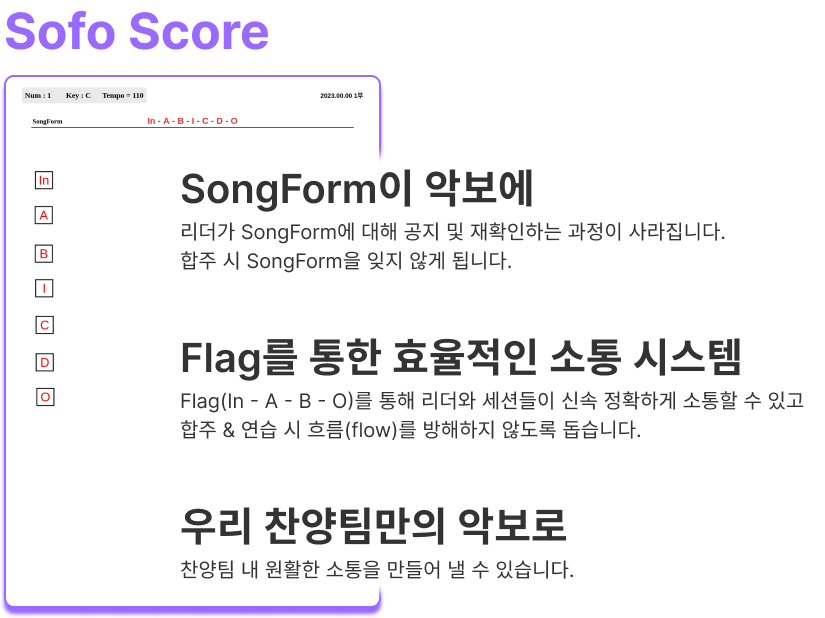 Sofo Score
Num : 1 Key : C Tempo = 110 2023.00.00 1부
SongForm In - A - B - I - C - D - O
In
A
B
I
C
D
O
SongForm이 악보에
리더가 SongForm에 대해 공지 및 재확인하는 과정이 사라집니다.
합주 시 SongForm을 잊지 않게 됩니다.
Flag를 통한 효율적인 소통 시스템
Flag(In - A - B - O)를 통해 리더와 세션들이 신속 정확하게 소통할 수 있고
합주 & 연습 시 흐름(flow)를 방해하지 않도록 돕습니다.
우리 찬양팀만의 악보로
찬양팀 내 원활한 소통을 만들어 낼 수 있습니다.